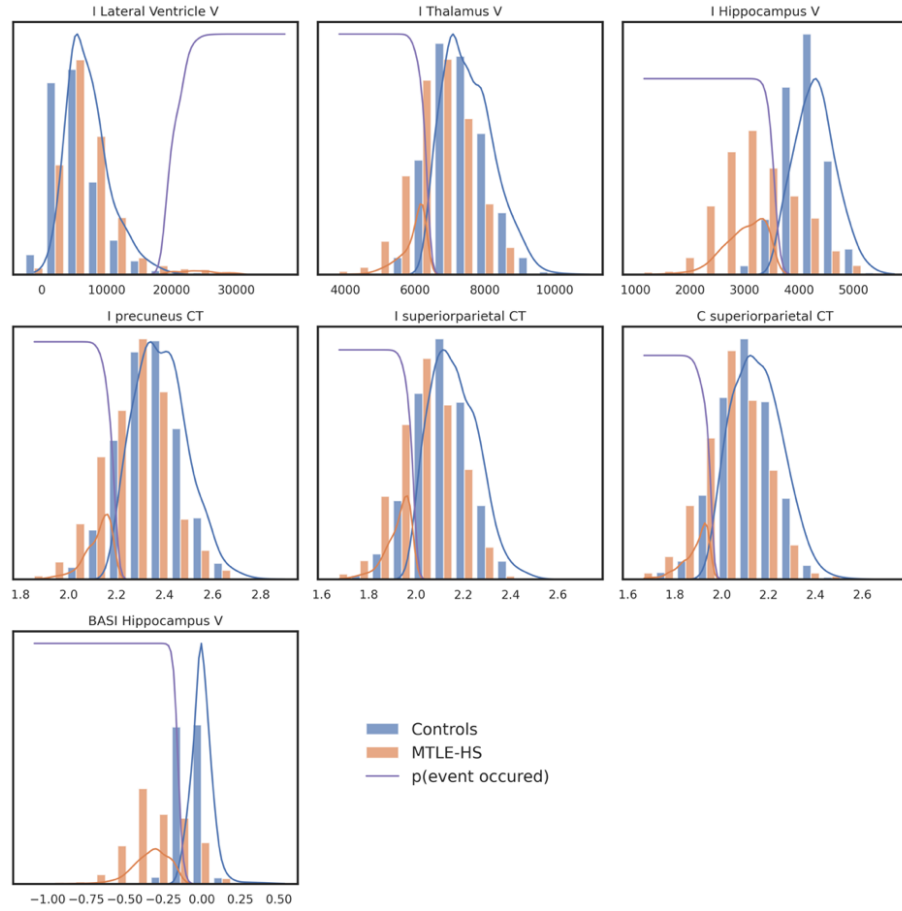 I Lateral Ventricle V
I Thalamus V
I Hippocampus V
0 10000 20000 30000
4000 6000 8000 10000
1000 2000 3000 4000 5000
I precuneus CT
I superiorparietal CT
C superiorparietal CT
1.8 2.0 2.2 2.4 2.6 2.8
1.6 1.8 2.0 2.2 2.4 2.6
1.6 1.8 2.0 2.2 2.4 2.6
BASI Hippocampus V
Controls
MTLE-HS
p(event occured)
−1.00 −0.75 −0.50 −0.25 0.00 0.25 0.50